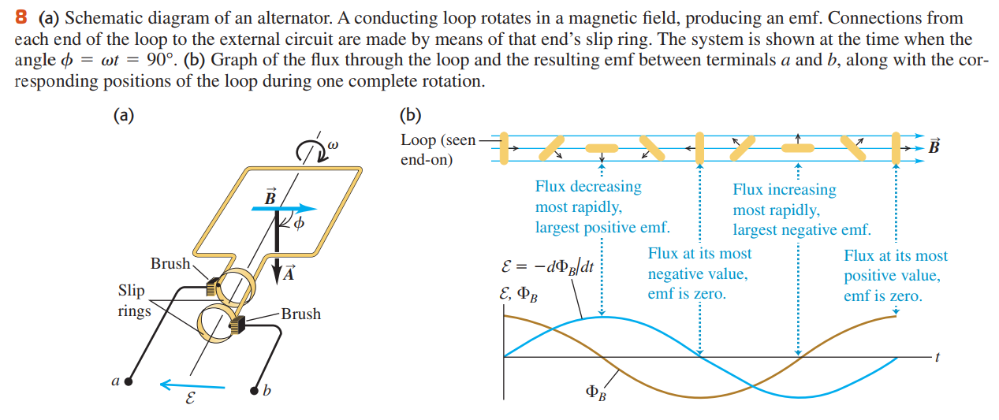 8 (a) Schematic diagram of an alternator. A conducting loop rotates in a magnetic field, producing an emf. Connections from
each end of the loop to the external circuit are made by means of that end's slip ring. The system is shown at the time when the
angle ϕ = ωt = 90°. (b) Graph of the flux through the loop and the resulting emf between terminals a and b, along with the cor-
responding positions of the loop during one complete rotation.
(a)
ω
B⃗
ϕ
Brush
A⃗
Slip
rings
Brush
a
b
ℰ
(b)
Loop (seen
end-on)
B⃗
Flux decreasing
most rapidly,
largest positive emf.
Flux increasing
most rapidly,
largest negative emf.
Flux at its most
negative value,
emf is zero.
Flux at its most
positive value,
emf is zero.
ℰ = −dΦB/dt
ℰ, ΦB
t
ΦB